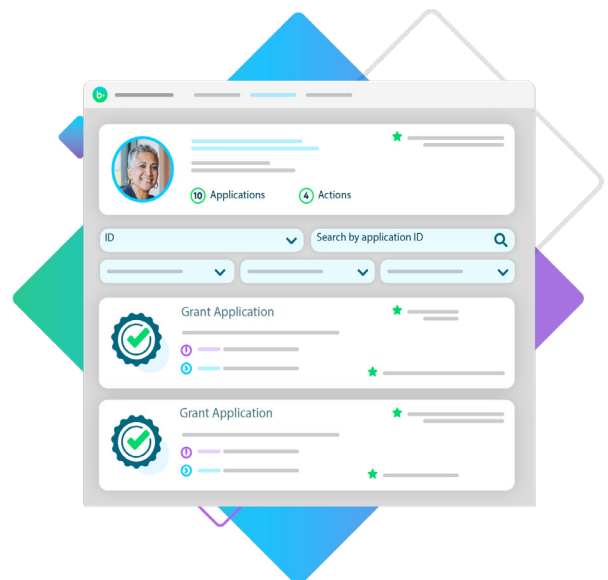 b.
10 Applications
4 Actions
ID
Search by application ID
Grant Application
Grant Application